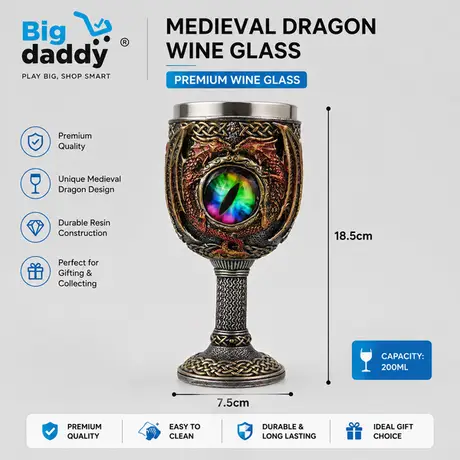 Big
daddy®
PLAY BIG, SHOP SMART
MEDIEVAL DRAGON
WINE GLASS
PREMIUM WINE GLASS
Premium
Quality
Unique Medieval
Dragon Design
Durable Resin
Construction
Perfect for
Gifting &
Collecting
18.5cm
CAPACITY:
200ML
7.5cm
PREMIUM
QUALITY
EASY TO
CLEAN
DURABLE &
LONG LASTING
IDEAL GIFT
CHOICE